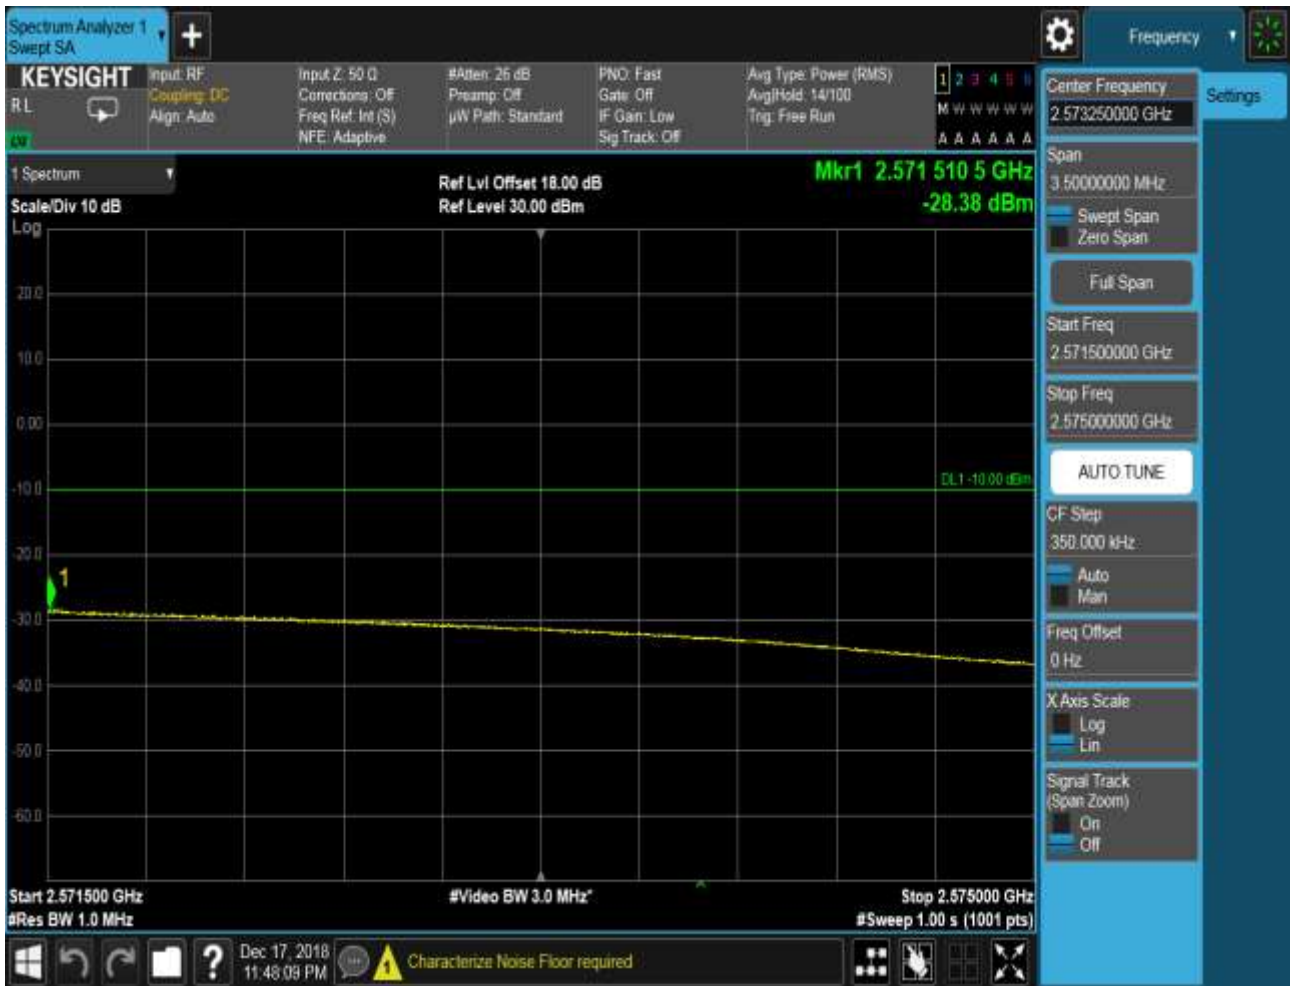 Spectrum Analyzer 1
Swept SA
Frequency
KEYSIGHT
R L
Input: RF
Coupling: DC
Align: Auto
Input Z: 50 Ω
Corrections: Off
Freq Ref: Int (S)
NFE: Adaptive
#Atten: 26 dB
Preamp: Off
µW Path: Standard
PNO: Fast
Gate: Off
IF Gain: Low
Sig Track: Off
Avg Type: Power (RMS)
Avg|Hold: 14/100
Trig: Free Run
1 2 3 4 5 6
M W W W W W
A A A A A A
1 Spectrum
Scale/Div 10 dB
Log
Ref Lvl Offset 18.00 dB
Ref Level 30.00 dBm
Mkr1 2.571 510 5 GHz
-28.38 dBm
20.0
10.0
0.00
-10.0
-20.0
-30.0
-40.0
-50.0
-60.0
DL1 -10.00 dBm
1
Start 2.571500 GHz
#Res BW 1.0 MHz
#Video BW 3.0 MHz*
Stop 2.575000 GHz
#Sweep 1.00 s (1001 pts)
Center Frequency
2.573250000 GHz
Span
3.50000000 MHz
Swept Span
Zero Span
Full Span
Start Freq
2.571500000 GHz
Stop Freq
2.575000000 GHz
AUTO TUNE
CF Step
350.000 kHz
Auto
Man
Freq Offset
0 Hz
X Axis Scale
Log
Lin
Signal Track
(Span Zoom)
On
Off
Settings
?
Dec 17, 2018
11:48:09 PM
1
Characterize Noise Floor required